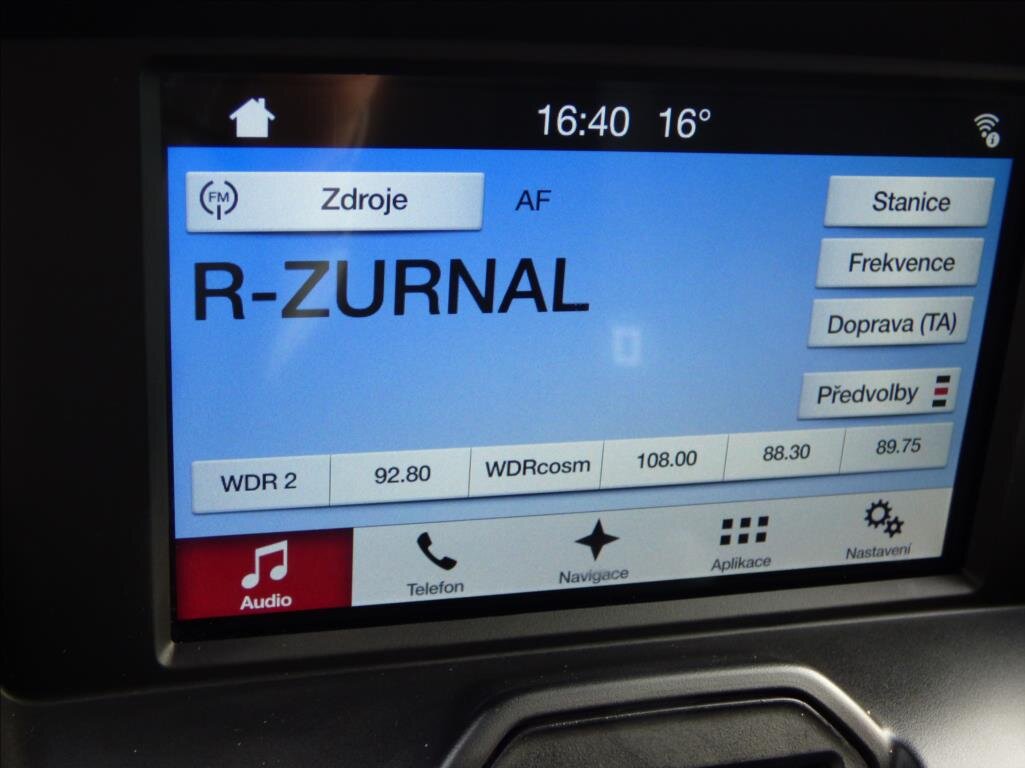 16:40 16°
FM Zdroje AF Stanice
R-ZURNAL
Frekvence
Doprava (TA)
Předvolby
WDR 2 92.80 WDRcosm 108.00 88.30 89.75
Audio Telefon Navigace Aplikace Nastavení